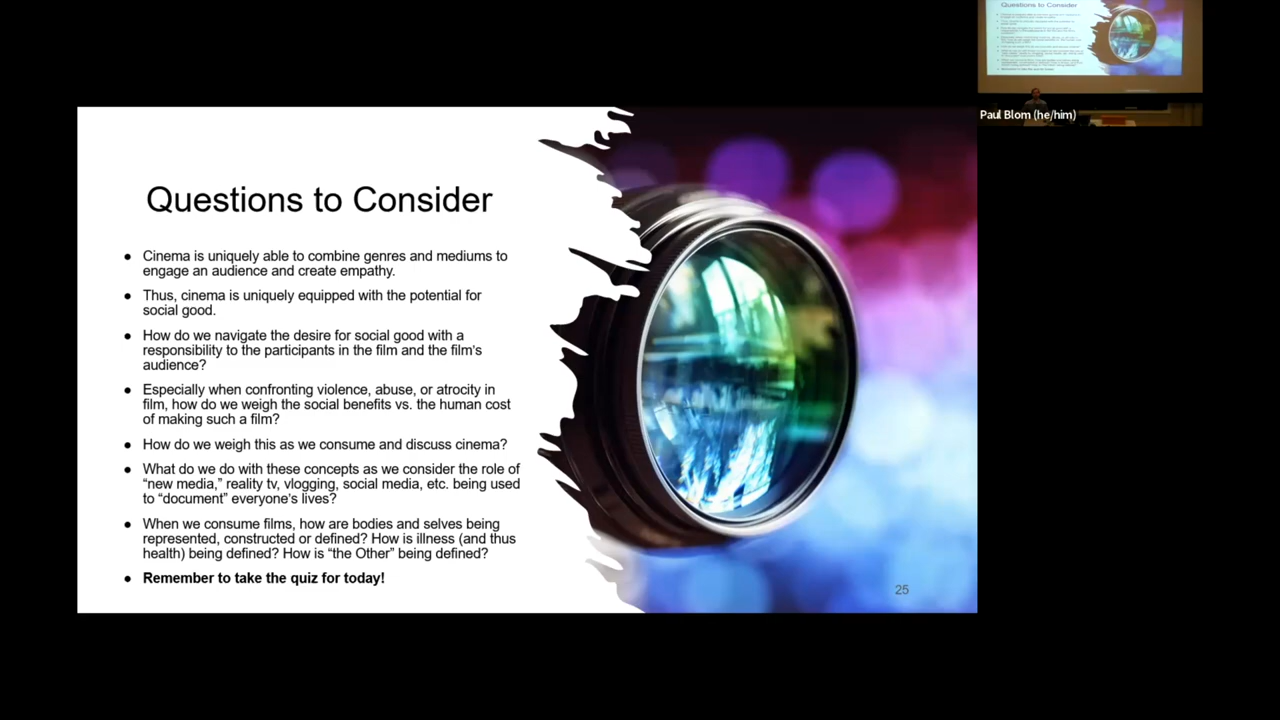 Questions to Consider
● Cinema is uniquely able to combine genres and mediums to
engage an audience and create empathy.
● Thus, cinema is uniquely equipped with the potential for
social good.
● How do we navigate the desire for social good with a
responsibility to the participants in the film and the film's
audience?
● Especially when confronting violence, abuse, or atrocity in
film, how do we weigh the social benefits vs. the human cost
of making such a film?
● How do we weigh this as we consume and discuss cinema?
● What do we do with these concepts as we consider the role of
“new media,” reality tv, vlogging, social media, etc. being used
to “document” everyone's lives?
● When we consume films, how are bodies and selves being
represented, constructed or defined? How is illness (and thus
health) being defined? How is “the Other” being defined?
● Remember to take the quiz for today!
25
Questions to Consider
Paul Blom (he/him)